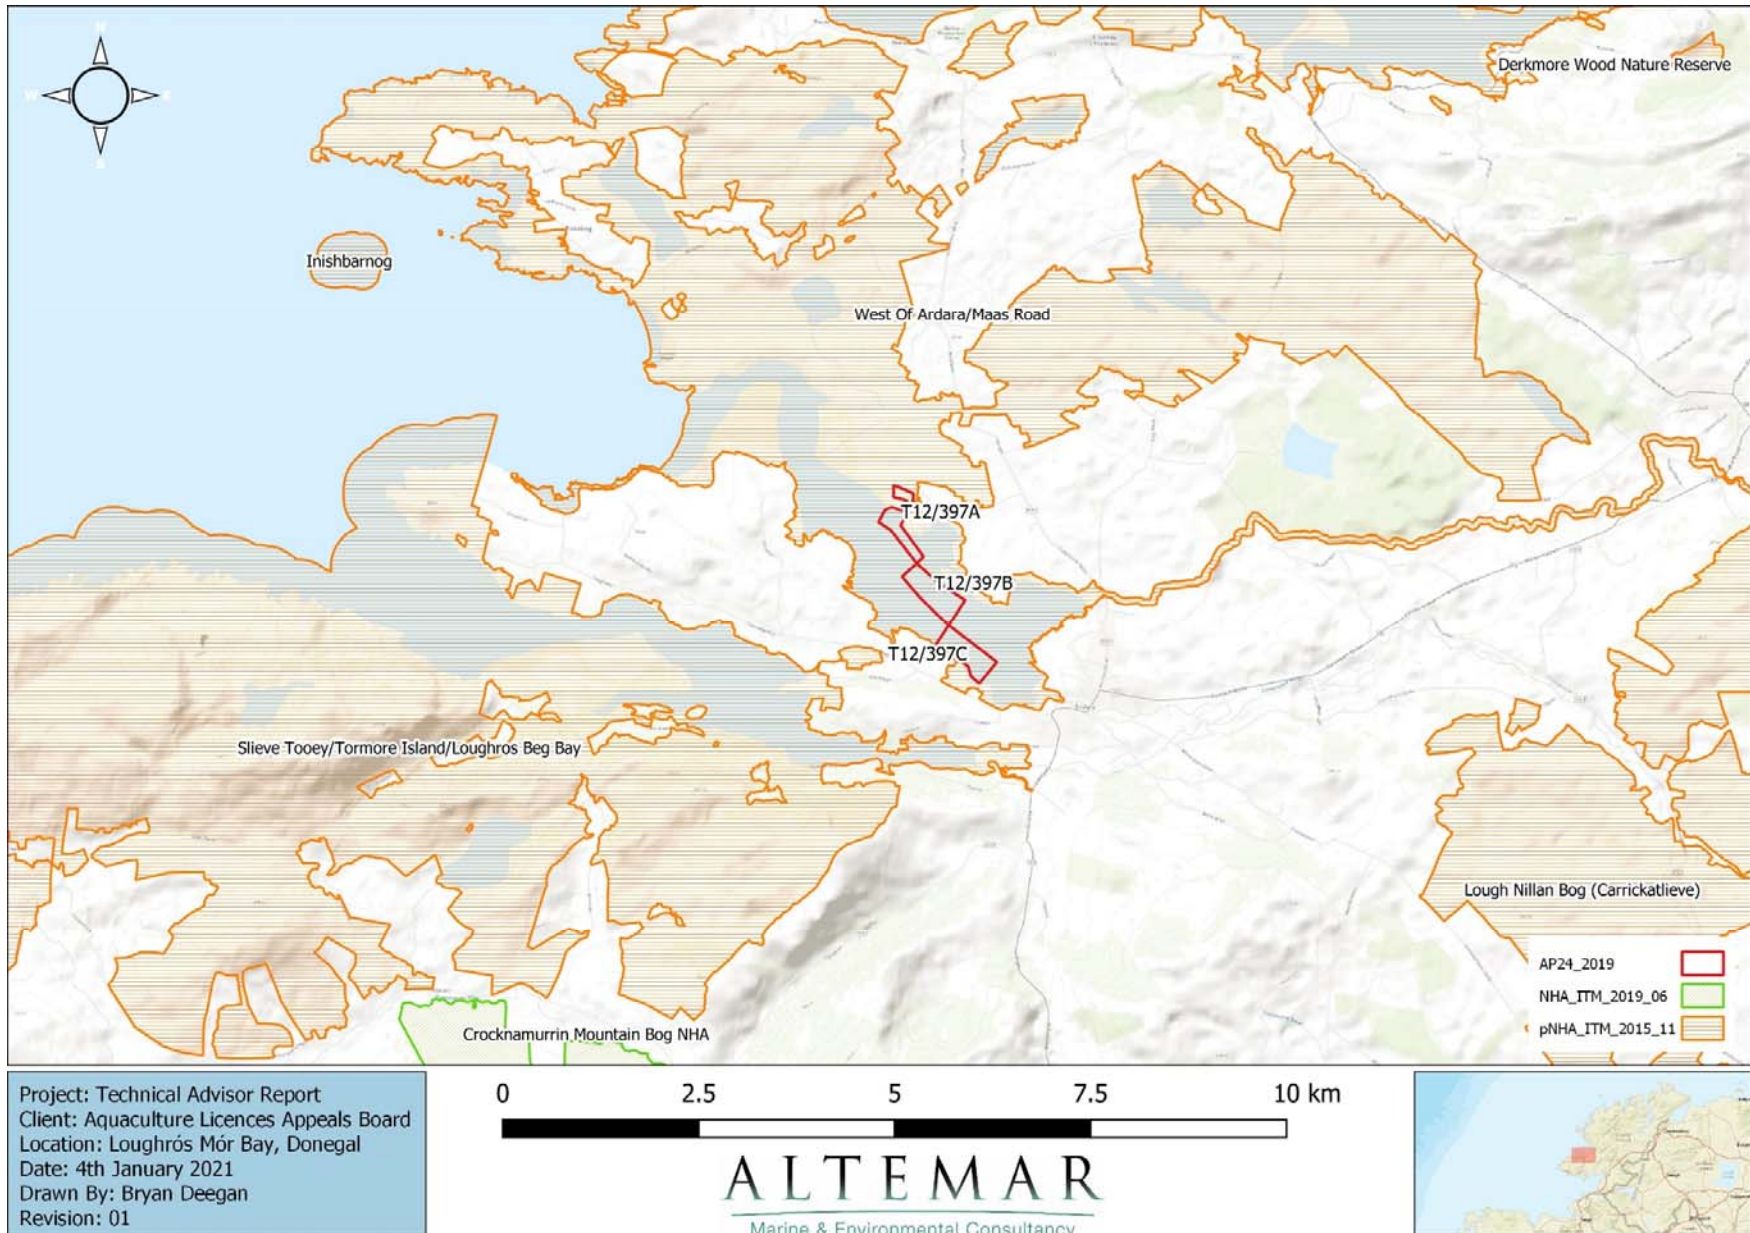 Derkmore Wood Nature Reserve
Inishbarnog
West Of Ardara/Maas Road
T12/397A
T12/397B
T12/397C
Slieve Tooey/Tormore Island/Loughros Beg Bay
Lough Nillan Bog (Carrickatlieve)
Crocknamurrin Mountain Bog NHA
AP24_2019
NHA_ITM_2019_06
pNHA_ITM_2015_11
Project: Technical Advisor Report
Client: Aquaculture Licences Appeals Board
Location: Loughrós Mór Bay, Donegal
Date: 4th January 2021
Drawn By: Bryan Deegan
Revision: 01
0 2.5 5 7.5 10 km
ALTEMAR
Marine & Environmental Consultancy